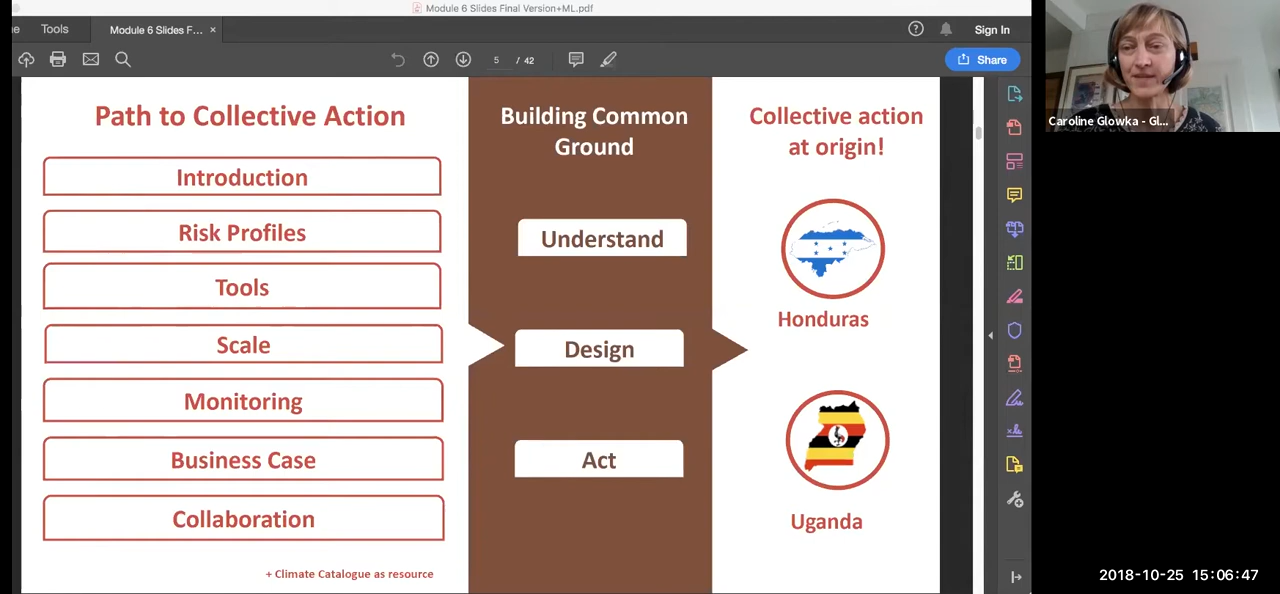 Module 6 Slides Final Version+ML.pdf
e
Tools
Module 6 Slides F... ×
Sign In
5 / 42
Share
Path to Collective Action
Introduction
Risk Profiles
Tools
Scale
Monitoring
Business Case
Collaboration
+ Climate Catalogue as resource
Building Common
Ground
Understand
Design
Act
Collective action
at origin!
Honduras
Uganda
Caroline Glowka - Gl...
2018-10-25 15:06:47